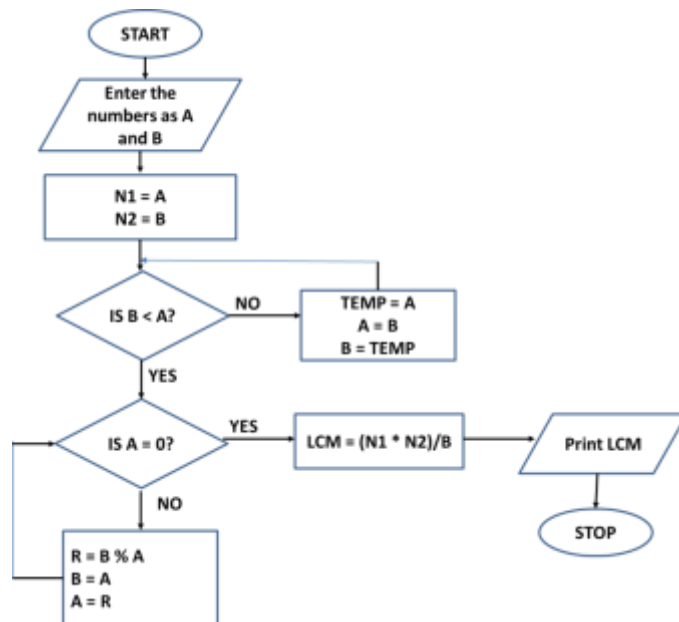 START
Enter the
numbers as A
and B
N1 = A
N2 = B
IS B < A?
NO
TEMP = A
A = B
B = TEMP
YES
IS A = 0?
YES
LCM = (N1 * N2)/B
Print LCM
NO
STOP
R = B % A
B = A
A = R